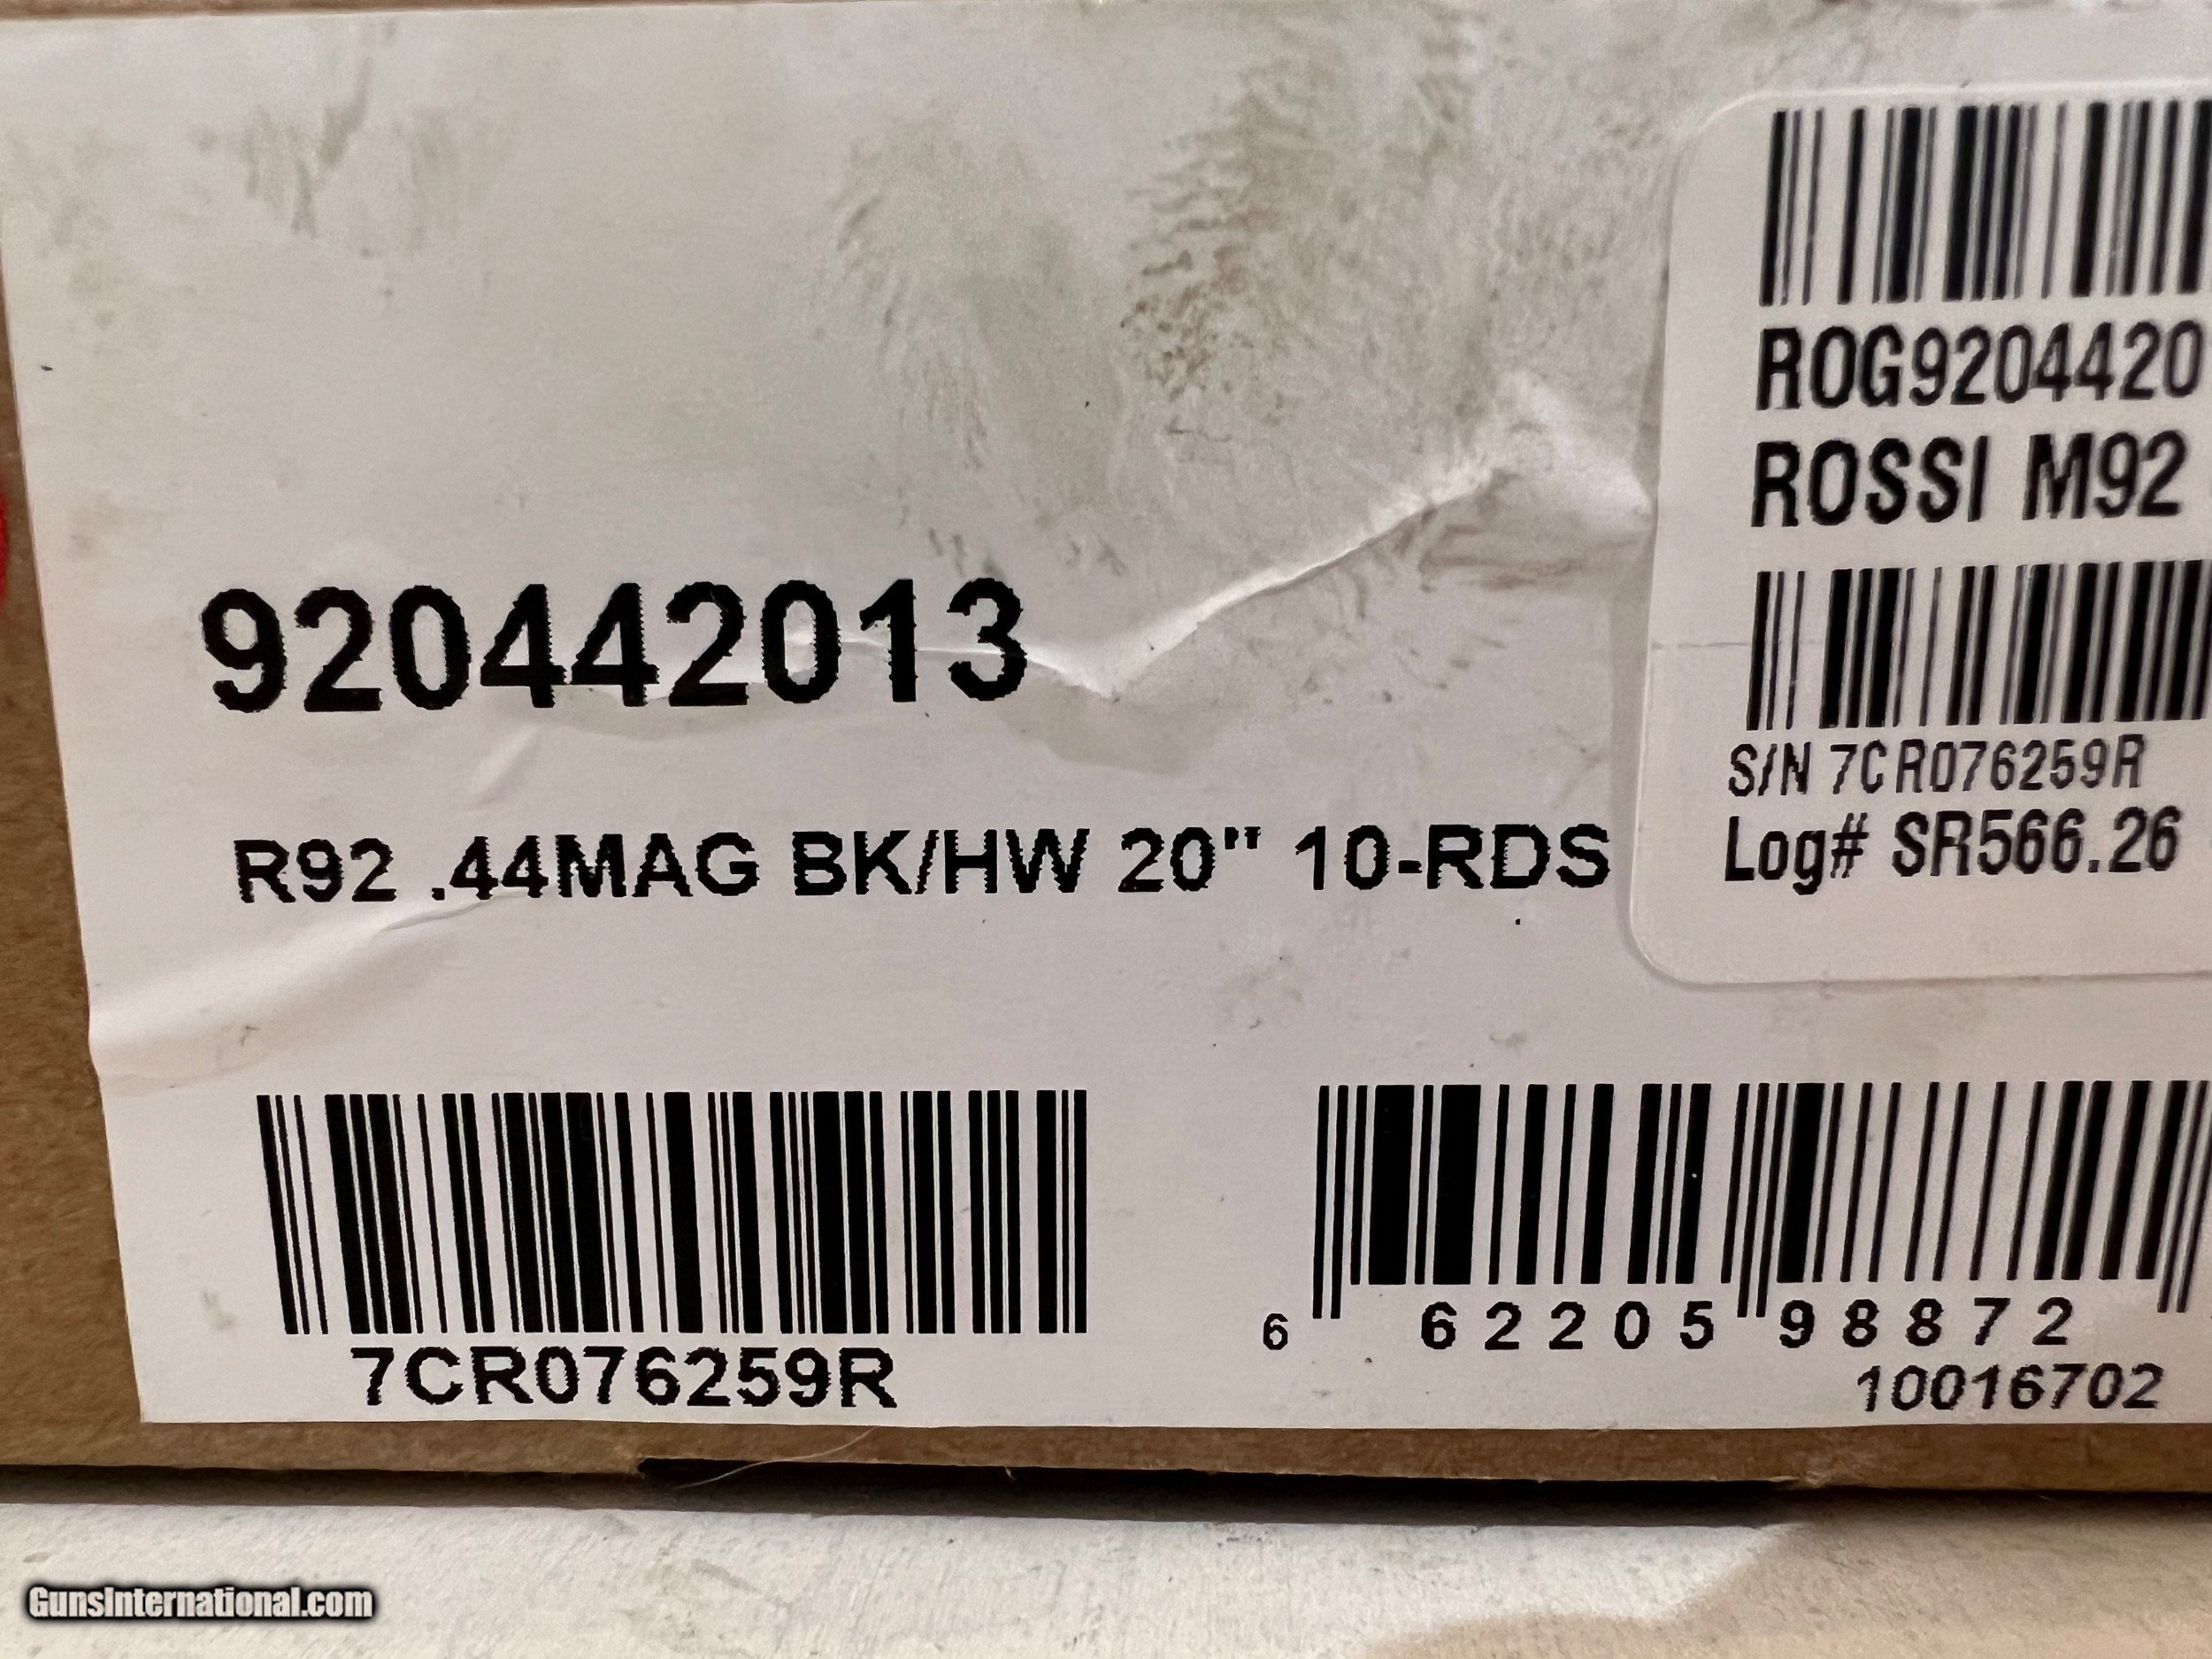 920442013
R92 .44MAG BK/HW 20" 10-RDS
7CR076259R
6 62205 98872
10016702
ROG9204420
ROSSI M92
S/N 7CR076259R
Log# SR566.26
GunsInternational.com